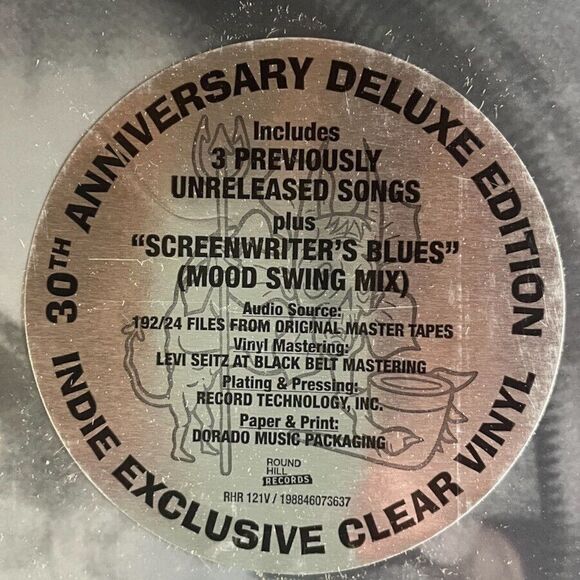 30TH ANNIVERSARY DELUXE EDITION
Includes
3 PREVIOUSLY
UNRELEASED SONGS
plus
"SCREENWRITER'S BLUES"
(MOOD SWING MIX)
Audio Source:
192/24 FILES FROM ORIGINAL MASTER TAPES
Vinyl Mastering:
LEVI SEITZ AT BLACK BELT MASTERING
Plating & Pressing:
RECORD TECHNOLOGY, INC.
Paper & Print:
DORADO MUSIC PACKAGING
ROUND
HILL
RECORDS
RHR 121V / 198846073637
INDIE EXCLUSIVE CLEAR VINYL